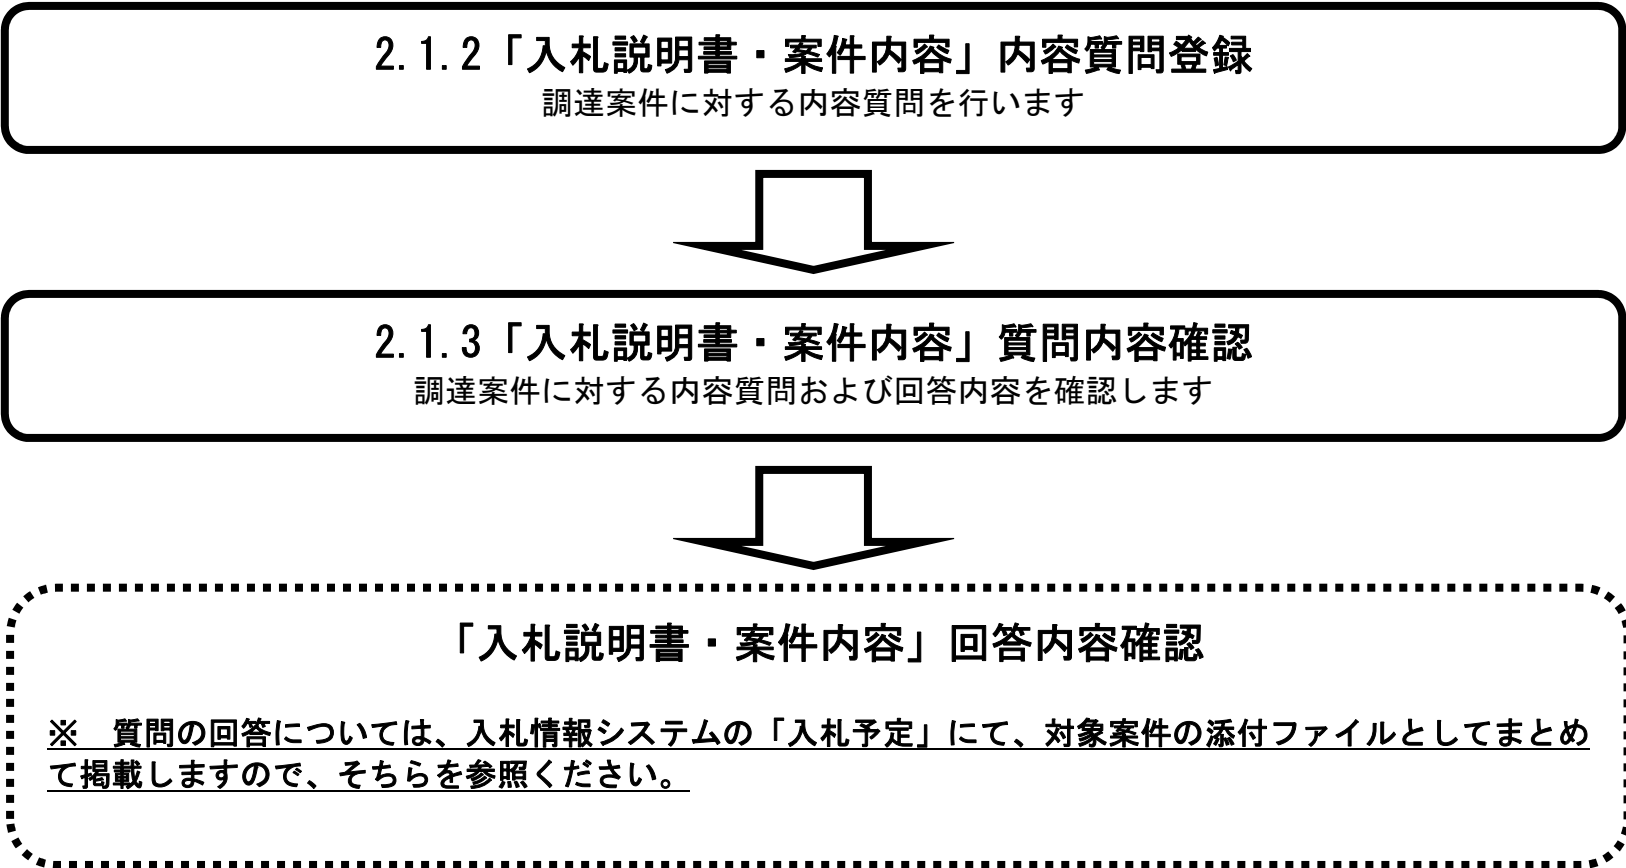 2.1.2「入札説明書・案件内容」内容質問登録
調達案件に対する内容質問を行います
2.1.3「入札説明書・案件内容」質問内容確認
調達案件に対する内容質問および回答内容を確認します
「入札説明書・案件内容」回答内容確認
※　質問の回答については、入札情報システムの「入札予定」にて、対象案件の添付ファイルとしてまとめ
て掲載しますので、そちらを参照ください。